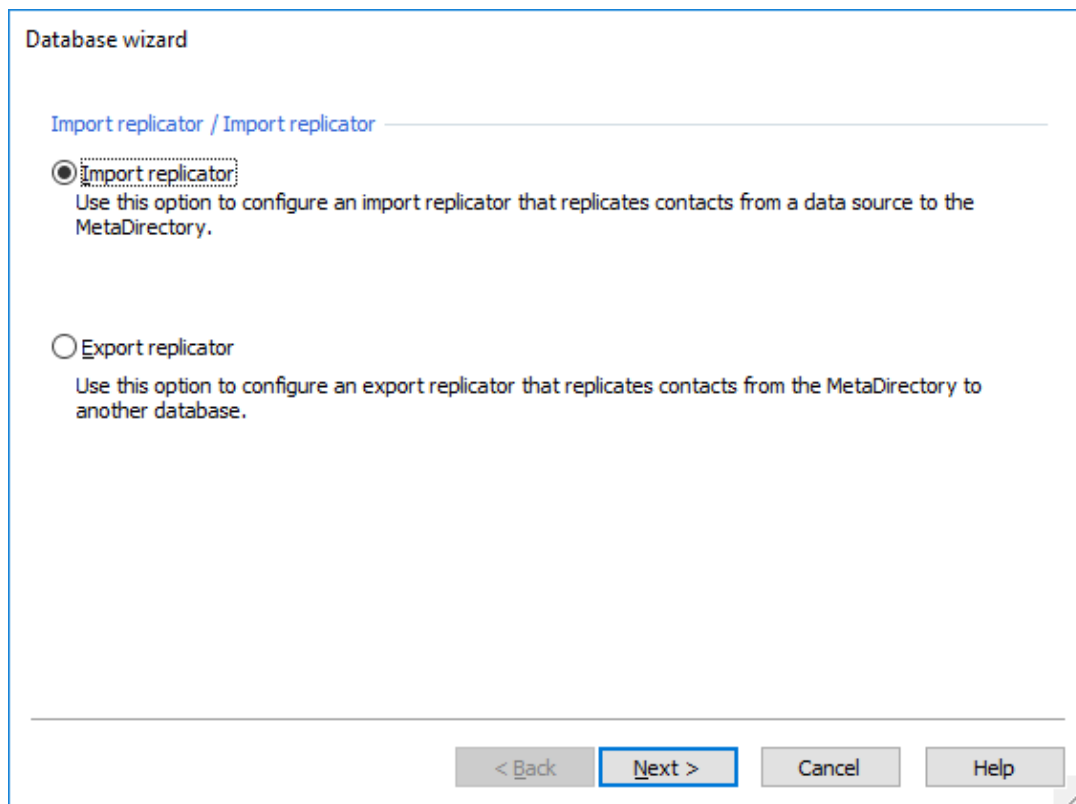 Database wizard
Import replicator / Import replicator
Import replicator
Use this option to configure an import replicator that replicates contacts from a data source to the
MetaDirectory.
Export replicator
Use this option to configure an export replicator that replicates contacts from the MetaDirectory to
another database.
< Back Next > Cancel Help